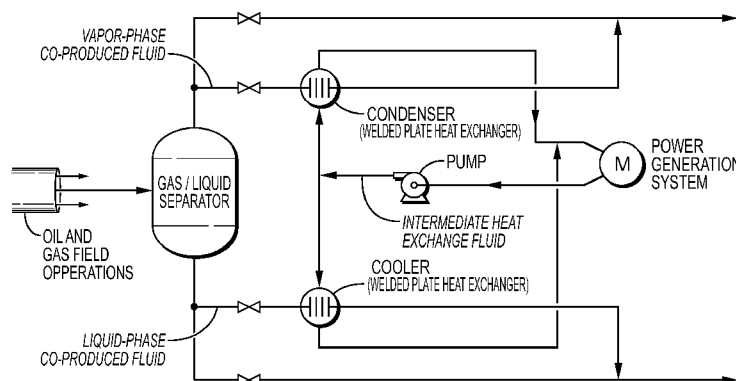 VAPOR-PHASE
CO-PRODUCED FLUID
CONDENSER
(WELDED PLATE HEAT EXCHANGER)
GAS / LIQUID
SEPARATOR
PUMP
M
POWER
GENERATION
SYSTEM
OIL AND
GAS FIELD
OPPERATIONS
INTERMEDIATE HEAT
EXCHANGE FLUID
COOLER
(WELDED PLATE HEAT EXCHANGER)
LIQUID-PHASE
CO-PRODUCED FLUID